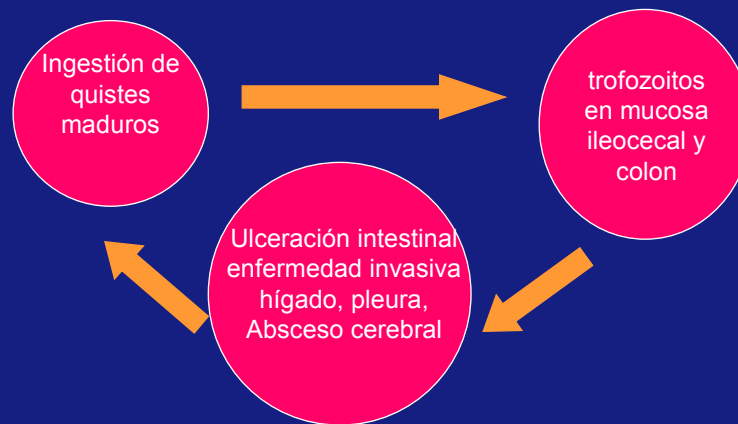 Ingestión de
quistes
maduros
trofozoitos
en mucosa
ileocecal y
colon
Ulceración intestinal
enfermedad invasiva
hígado, pleura,
Absceso cerebral